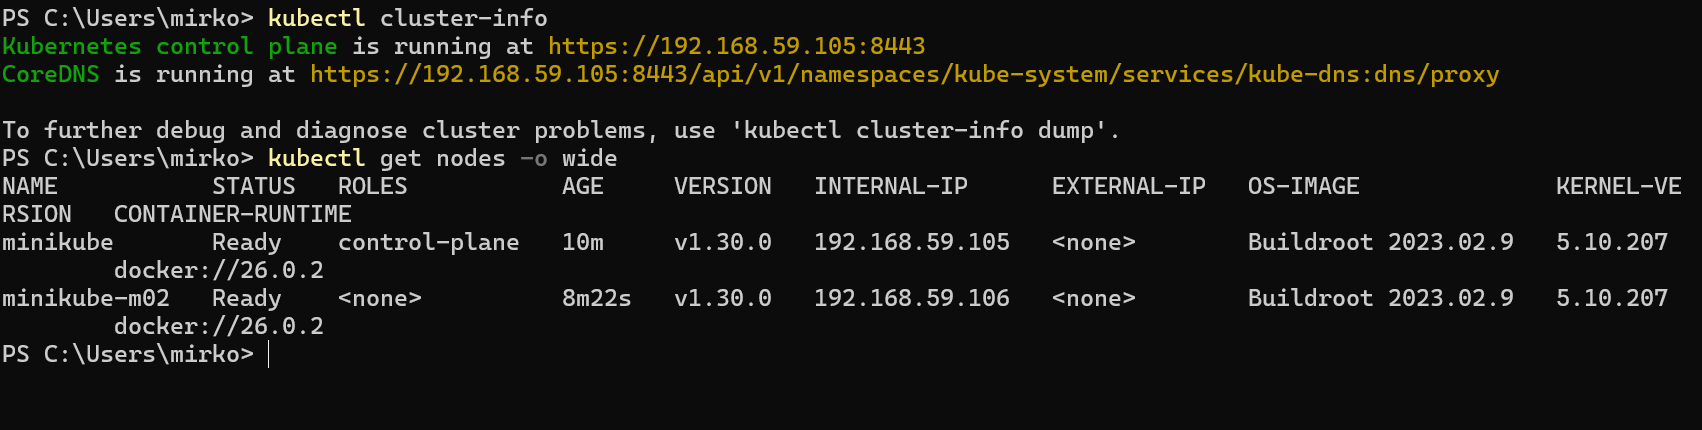 PS C:\Users\mirko> kubectl cluster-info
Kubernetes control plane is running at https://192.168.59.105:8443
CoreDNS is running at https://192.168.59.105:8443/api/v1/namespaces/kube-system/services/kube-dns:dns/proxy
To further debug and diagnose cluster problems, use 'kubectl cluster-info dump'.
PS C:\Users\mirko> kubectl get nodes -o wide
NAME           STATUS   ROLES           AGE     VERSION   INTERNAL-IP      EXTERNAL-IP   OS-IMAGE              KERNEL-VE
RSION   CONTAINER-RUNTIME
minikube       Ready    control-plane   10m     v1.30.0   192.168.59.105   <none>        Buildroot 2023.02.9   5.10.207
        docker://26.0.2
minikube-m02   Ready    <none>          8m22s   v1.30.0   192.168.59.106   <none>        Buildroot 2023.02.9   5.10.207
        docker://26.0.2
PS C:\Users\mirko>